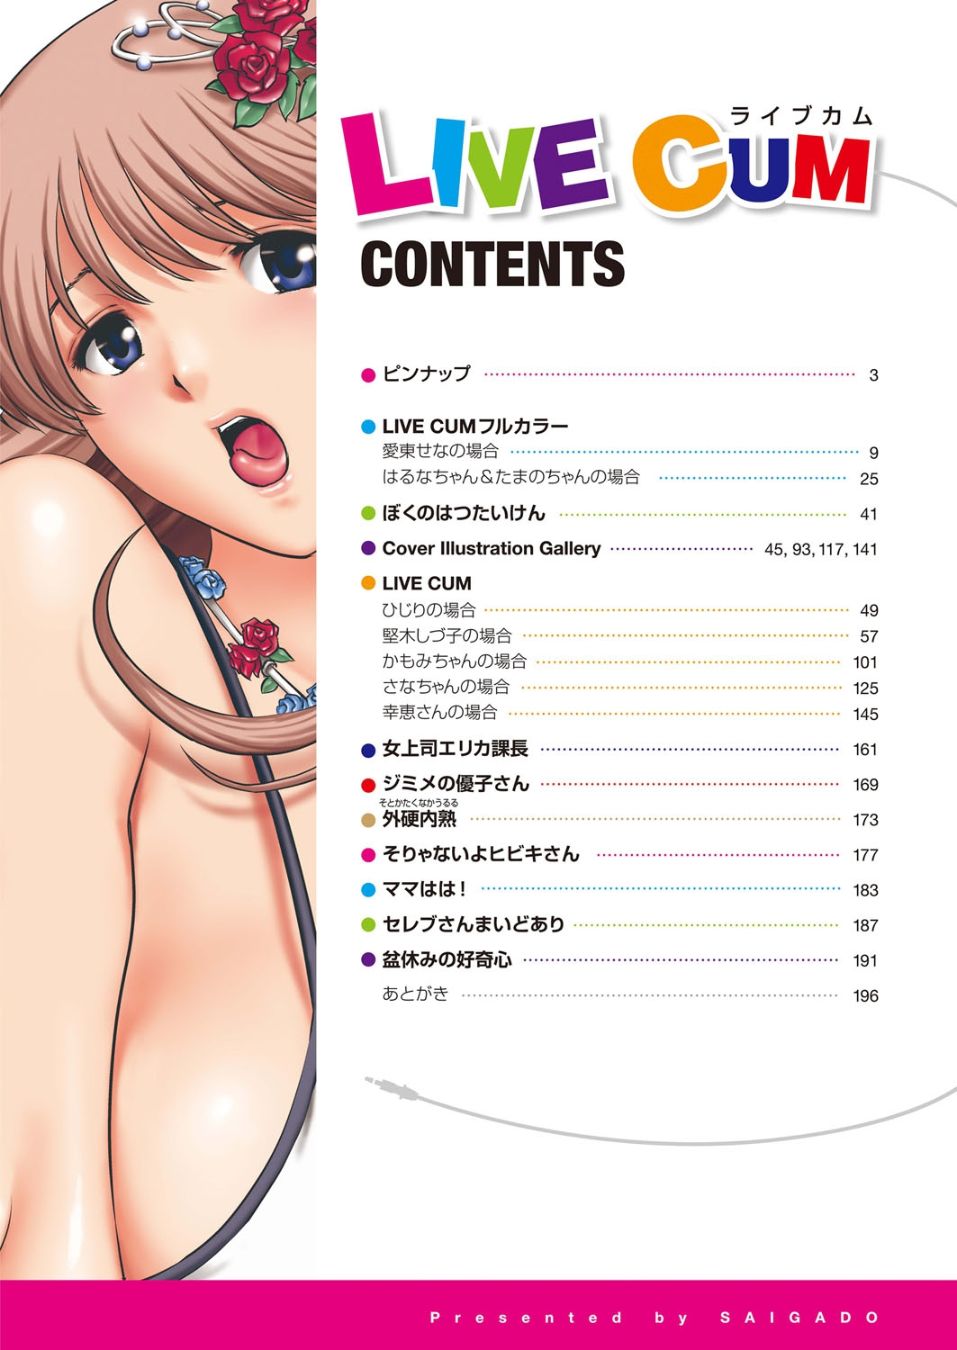 ライブカム
LIVE CUM
CONTENTS
ピンナップ 3
LIVE CUMフルカラー
愛東せなの場合 9
はるなちゃん&たまのちゃんの場合 25
ぼくのはつたいけん 41
Cover Illustration Gallery 45, 93, 117, 141
LIVE CUM
ひじりの場合 49
堅木しづ子の場合 57
かもみちゃんの場合 101
さなちゃんの場合 125
幸恵さんの場合 145
女上司エリカ課長 161
ジミメの優子さん 169
そとかたくなかうるる
外硬内熟 173
そりゃないよヒビキさん 177
ママはは! 183
セレブさんまいどあり 187
盆休みの好奇心 191
あとがき 196
Presented by SAIGADO